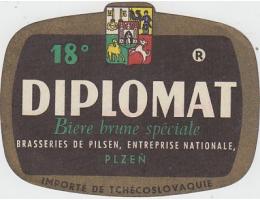 18°
®
DIPLOMAT
Bière brune spéciale
BRASSERIES DE PILSEN, ENTREPRISE NATIONALE,
PLZEŇ
IMPORTÉ DE TCHÉCOSLOVAQUIE